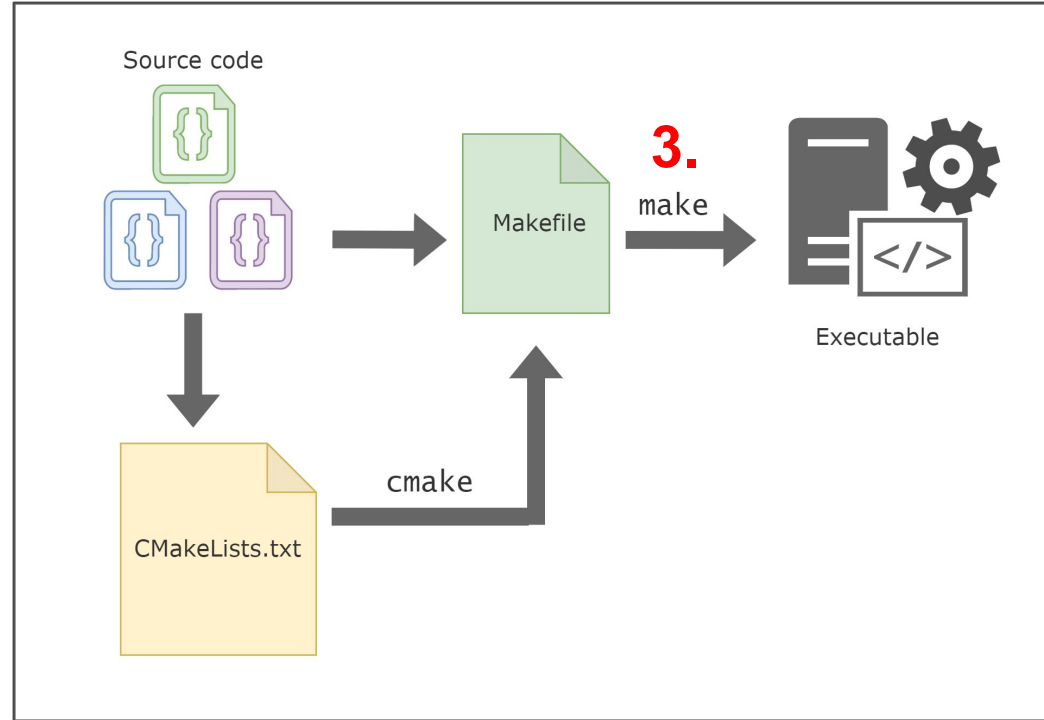 Source code
{}
{} {}
3.
make
Makefile
</>
Executable
cmake
CMakeLists.txt